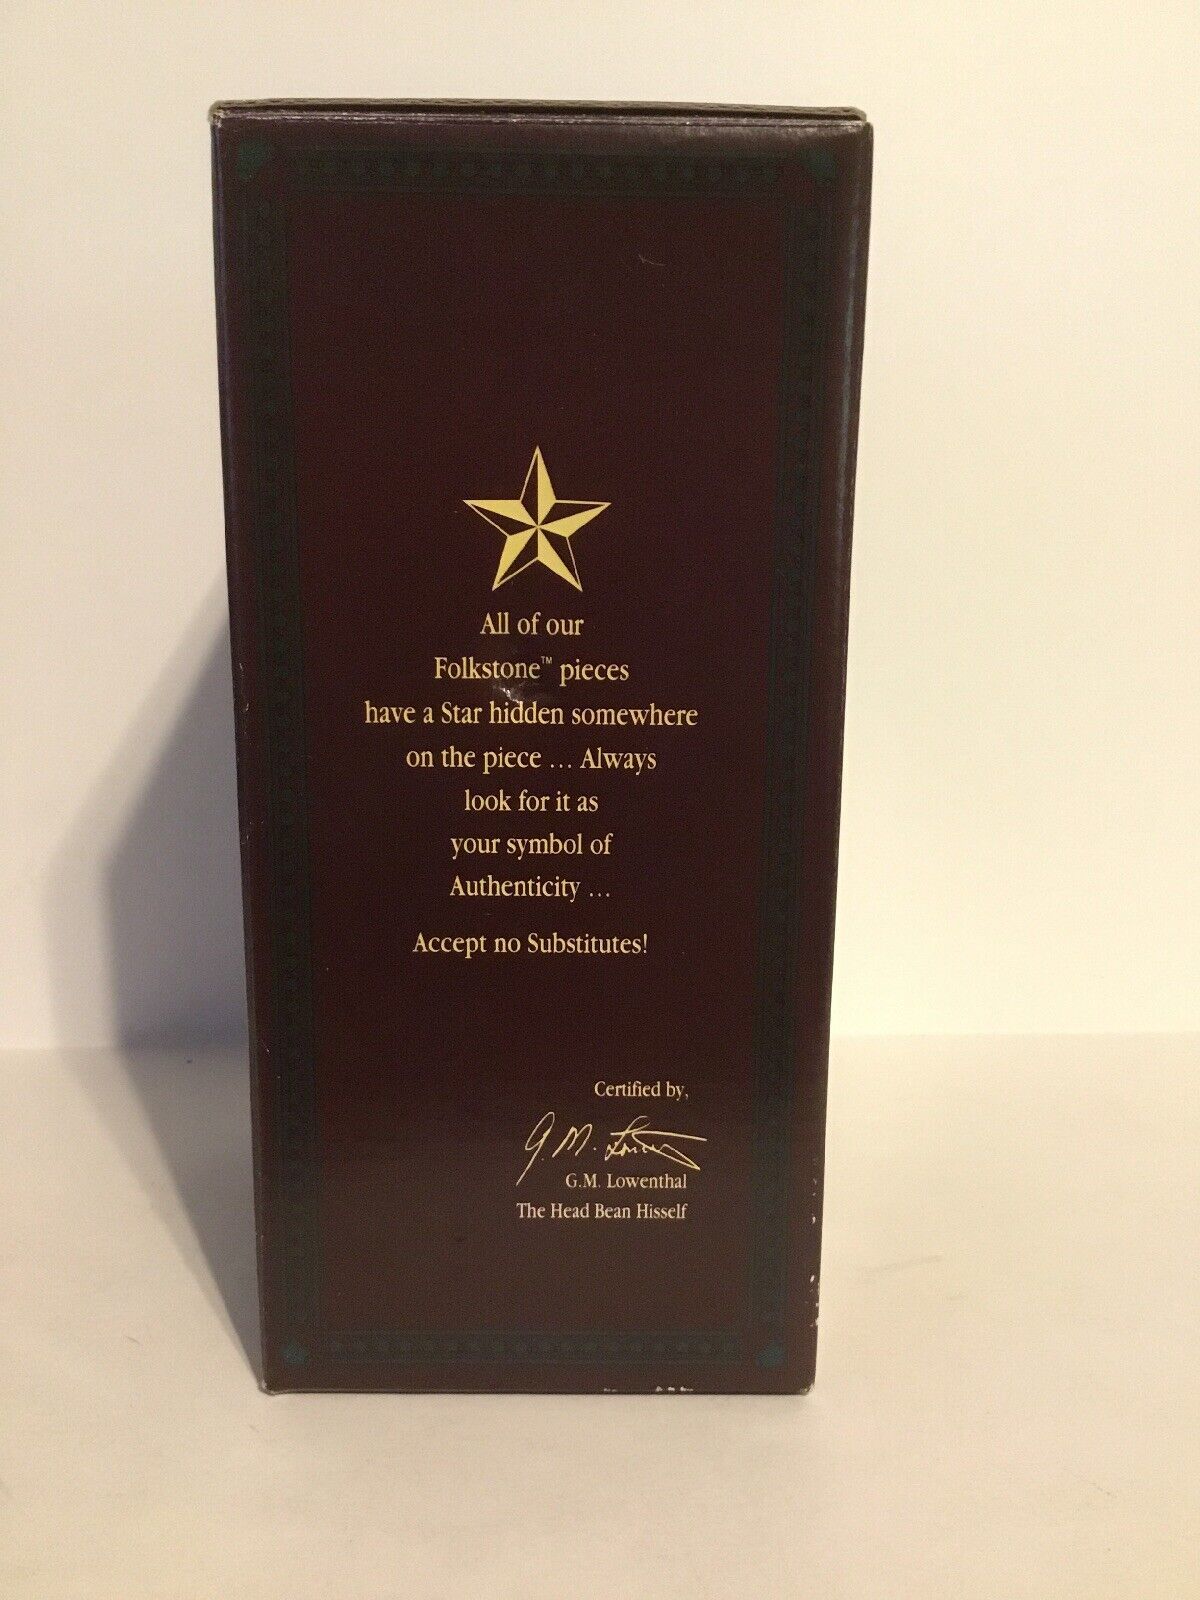 All of our
Folkstone™ pieces
have a Star hidden somewhere
on the piece ... Always
look for it as
your symbol of
Authenticity ...
Accept no Substitutes!
Certified by,
G.M. Lowenthal
G.M. Lowenthal
The Head Bean Hisself